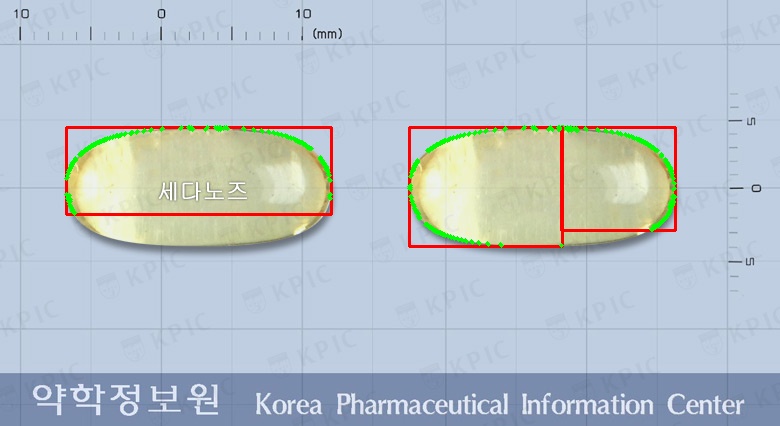 10 0 10
(mm)
5
0
5
세다노즈
KPIC
약학정보원 Korea Pharmaceutical Information Center